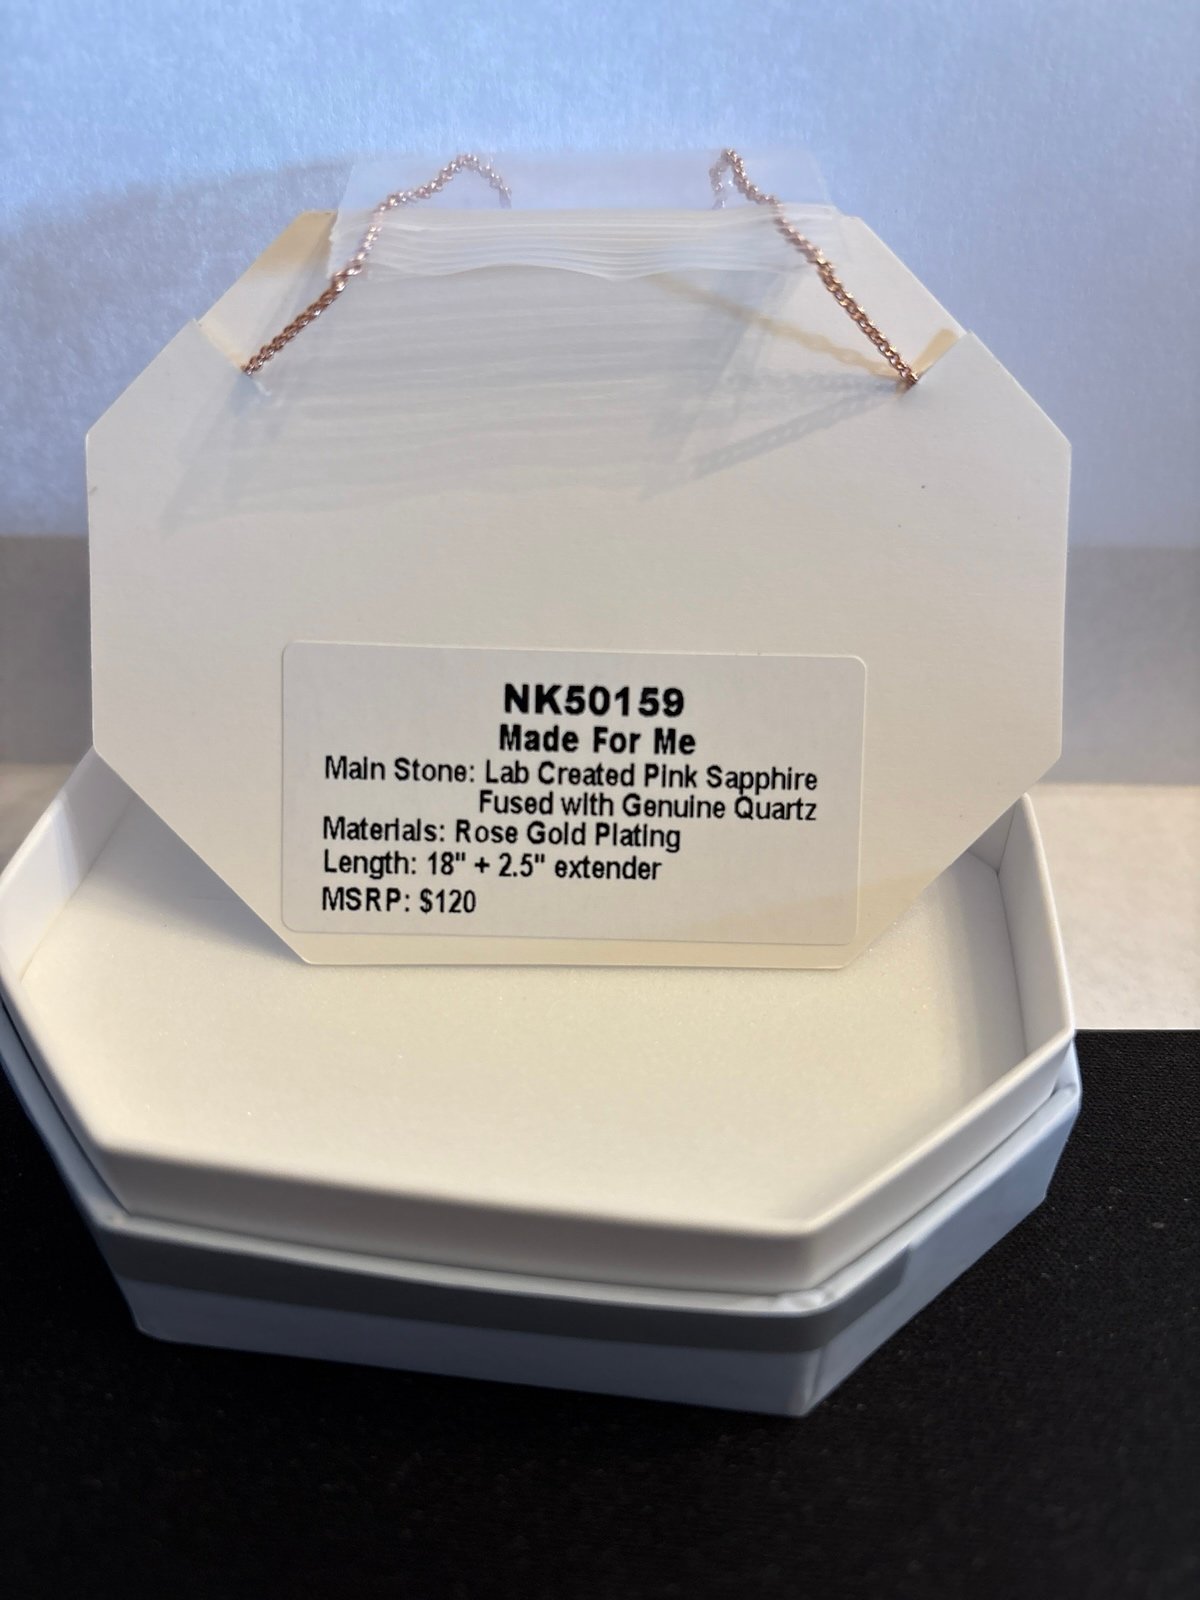 NK50159
Made For Me
Main Stone: Lab Created Pink Sapphire
Fused with Genuine Quartz
Materials: Rose Gold Plating
Length: 18" + 2.5" extender
MSRP: $120